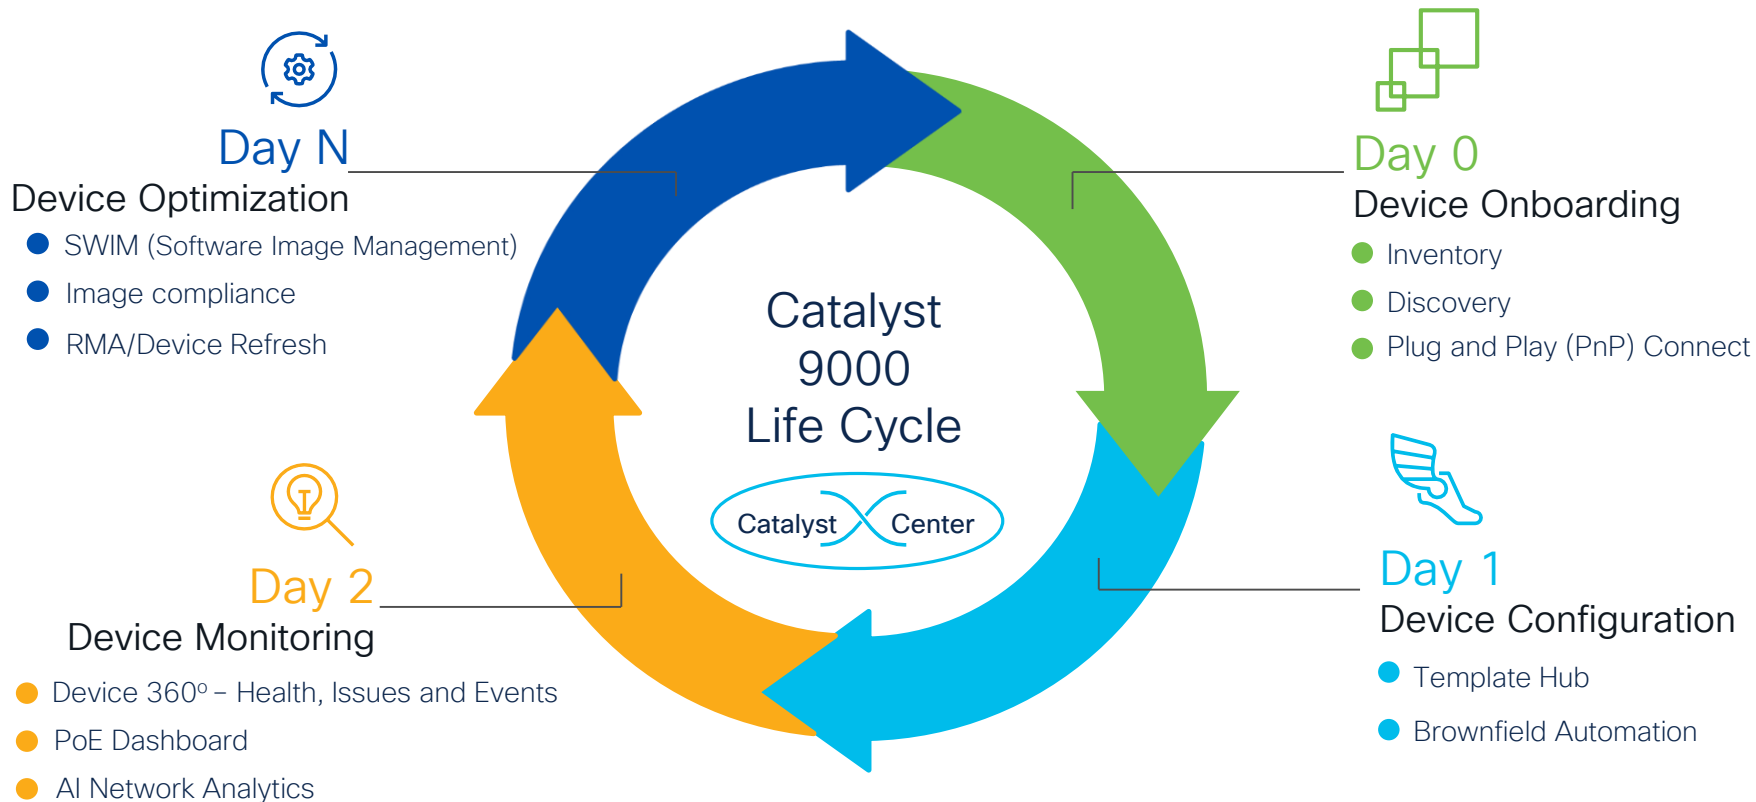 Day N
Device Optimization
SWIM (Software Image Management)
Image compliance
RMA/Device Refresh
Day 0
Device Onboarding
Inventory
Discovery
Plug and Play (PnP) Connect
Catalyst
9000
Life Cycle
Catalyst Center
Day 2
Device Monitoring
Device 360º – Health, Issues and Events
PoE Dashboard
AI Network Analytics
Day 1
Device Configuration
Template Hub
Brownfield Automation